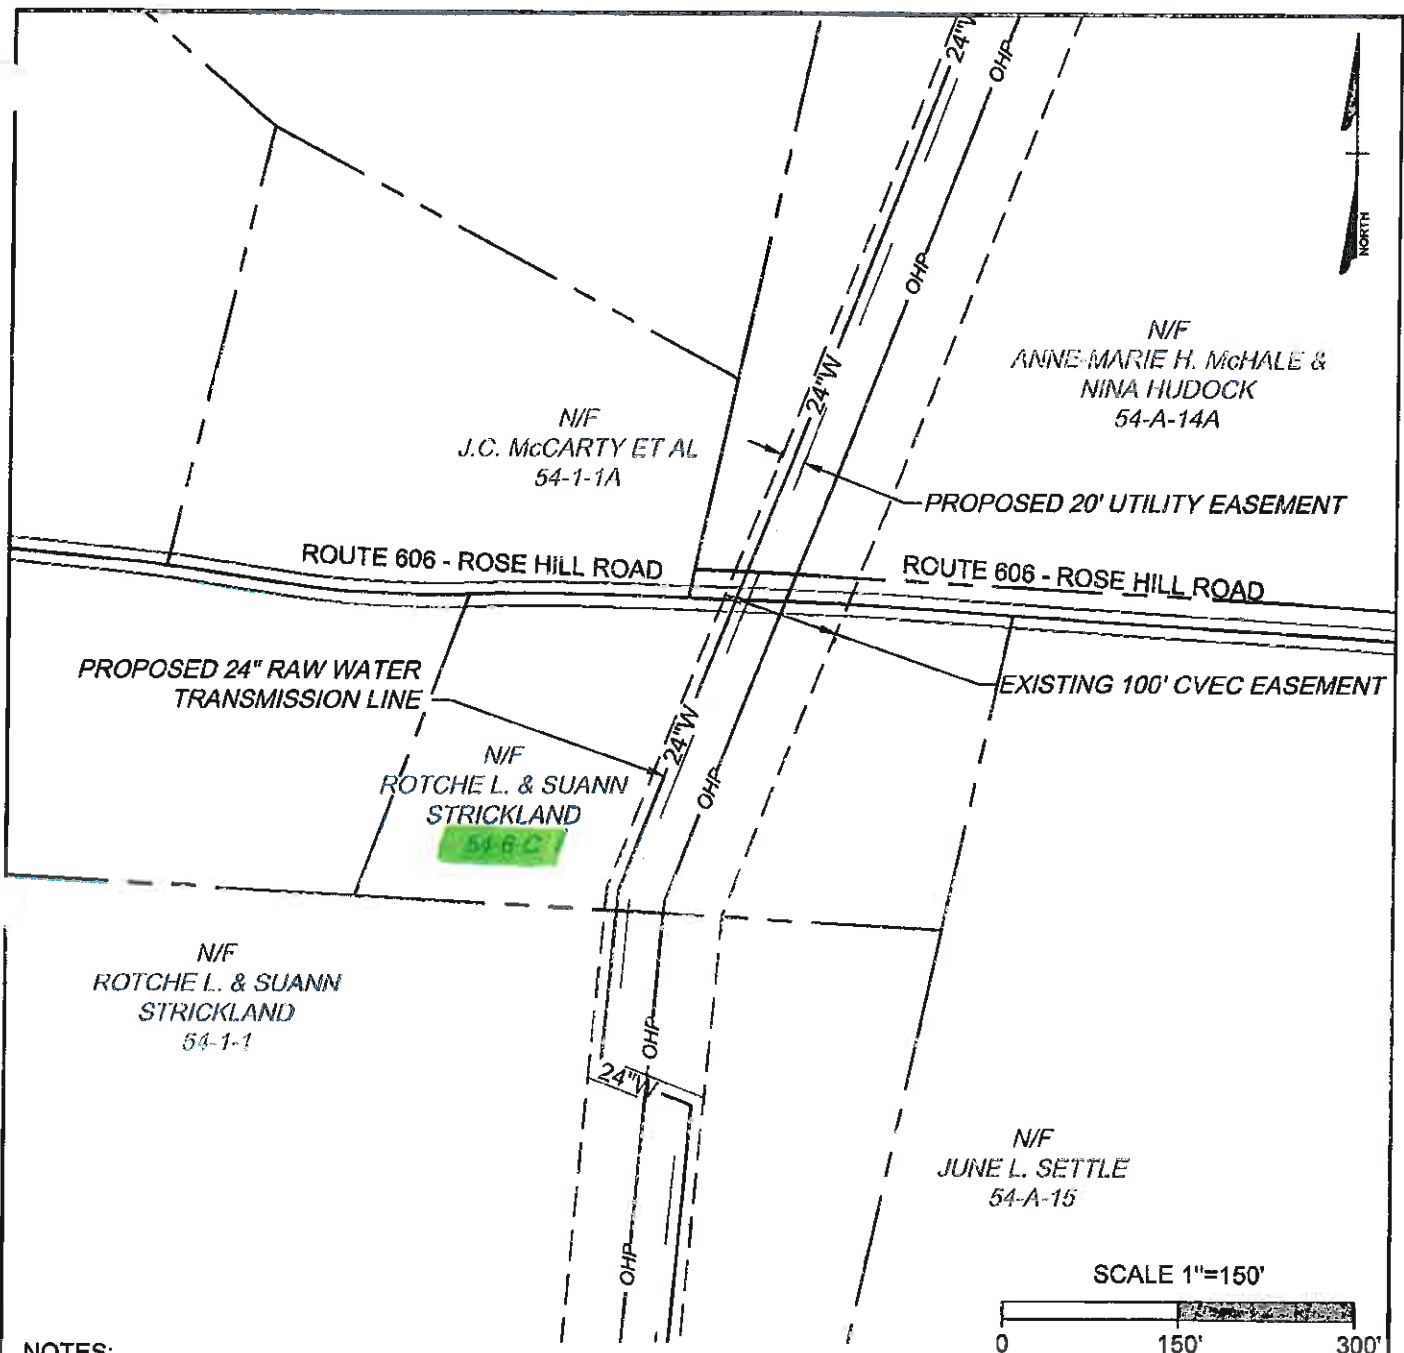 24"W
OHP
NORTH
OHP
N/F
ANNE-MARIE H. McHALE &
NINA HUDOCK
54-A-14A
24"W
N/F
J.C. McCARTY ET AL
54-1-1A
PROPOSED 20' UTILITY EASEMENT
ROUTE 606 - ROSE HILL ROAD
ROUTE 606 - ROSE HILL ROAD
PROPOSED 24" RAW WATER
TRANSMISSION LINE
EXISTING 100' CVEC EASEMENT
24"W
N/F
ROTCHE L. & SUANN
STRICKLAND
54-6-C
OHP
N/F
ROTCHE L. & SUANN
STRICKLAND
54-1-1
OHP
24"W
N/F
JUNE L. SETTLE
54-A-15
OHP
SCALE 1"=150'
0 150' 300'
NOTES: